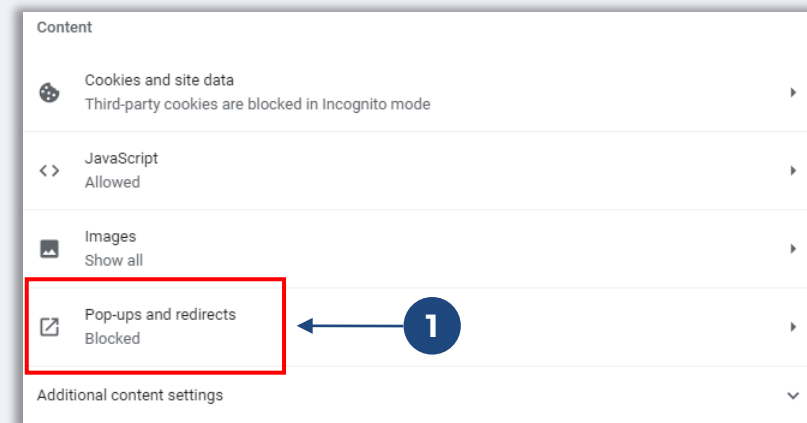 Content
Cookies and site data
Third-party cookies are blocked in Incognito mode
JavaScript
Allowed
Images
Show all
Pop-ups and redirects
Blocked
1
Additional content settings